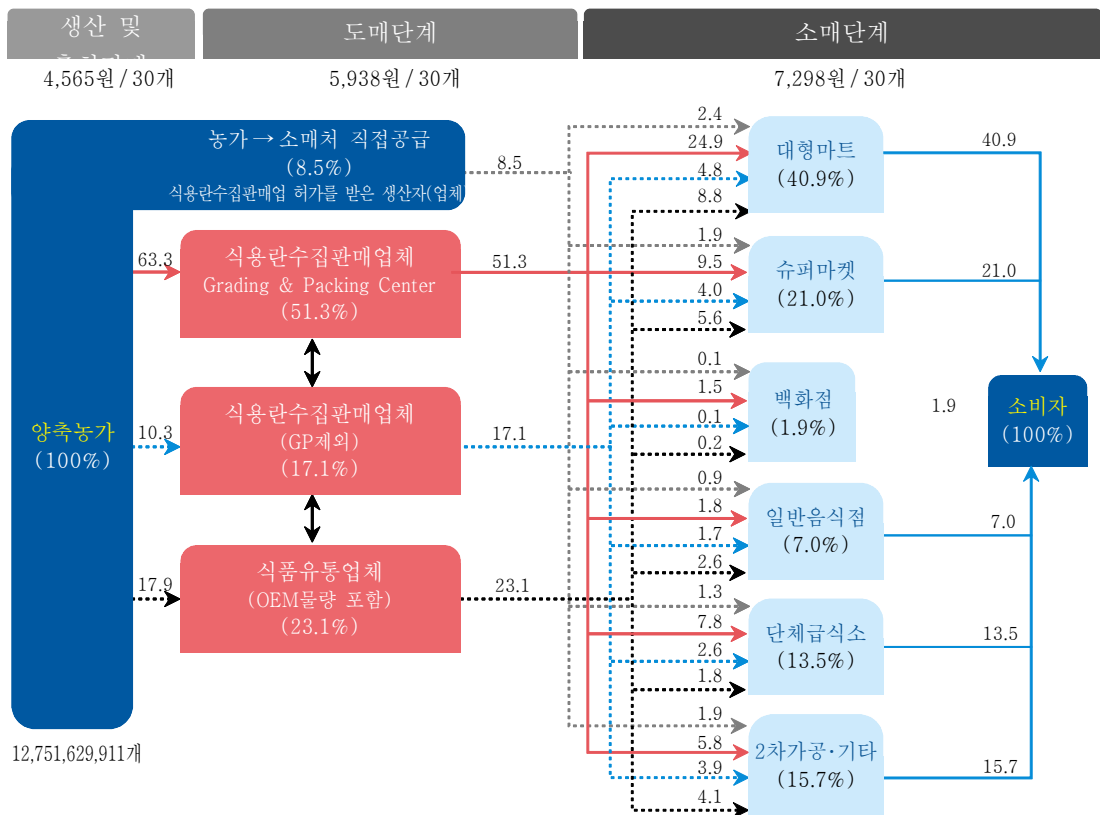 생산 및
도매단계
소매단계
4,565원 / 30개
5,938원 / 30개
7,298원 / 30개
양축농가
(100%)
12,751,629,911개
농가→소매처 직접공급
(8.5%)
식용란수집판매업 허가를 받은 생산자(업체)
8.5
63.3
식용란수집판매업체
Grading & Packing Center
(51.3%)
51.3
10.3
식용란수집판매업체
(GP제외)
(17.1%)
17.1
17.9
식품유통업체
(OEM물량 포함)
(23.1%)
23.1
2.4
24.9
4.8
8.8
대형마트
(40.9%)
40.9
1.9
9.5
4.0
5.6
슈퍼마켓
(21.0%)
21.0
0.1
1.5
0.1
0.2
백화점
(1.9%)
1.9
0.9
1.8
1.7
2.6
일반음식점
(7.0%)
7.0
1.3
7.8
2.6
1.8
단체급식소
(13.5%)
13.5
1.9
5.8
3.9
4.1
2차가공·기타
(15.7%)
15.7
소비자
(100%)